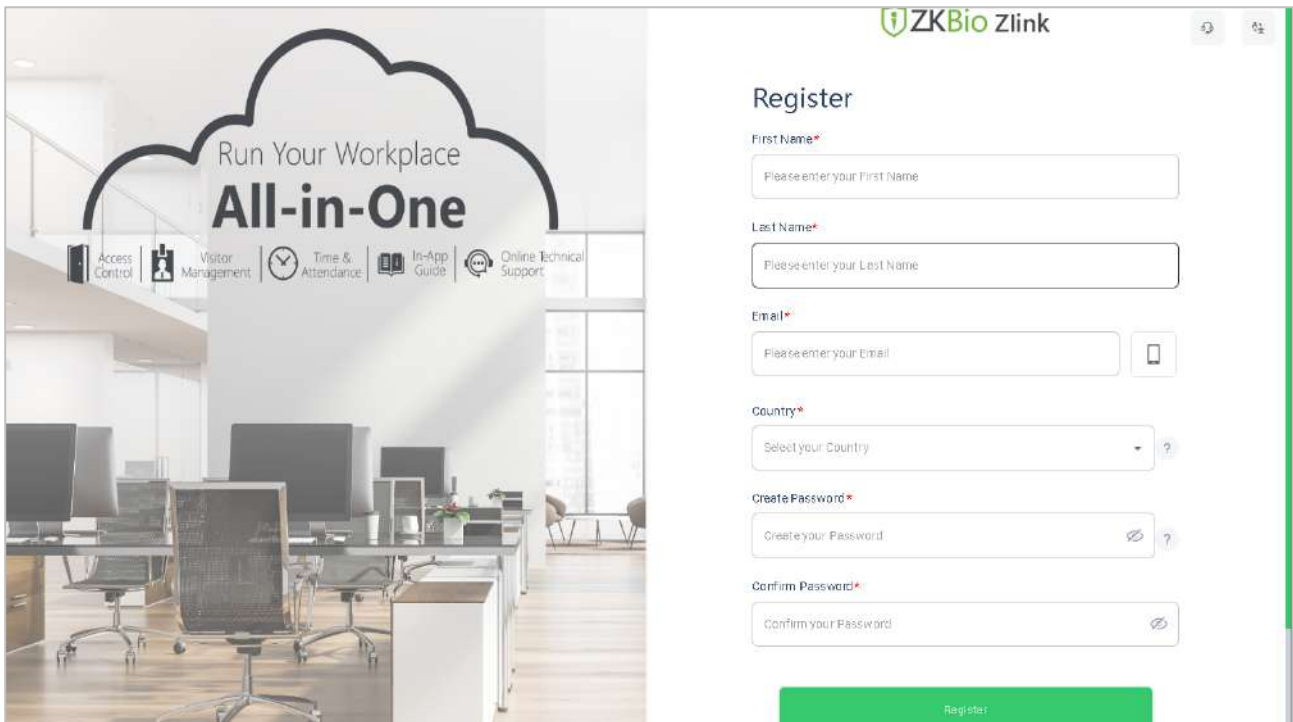 ZKBio Zlink
Run Your Workplace
All-in-One
Access Control
Visitor Management
Time & Attendance
In-App Guide
Online Technical Support
Register
First Name*
Please enter your First Name
Last Name*
Please enter your Last Name
Email*
Please enter your Email
Country*
Select your Country
?
Create Password*
Create your Password
?
Confirm Password*
Confirm your Password
Register